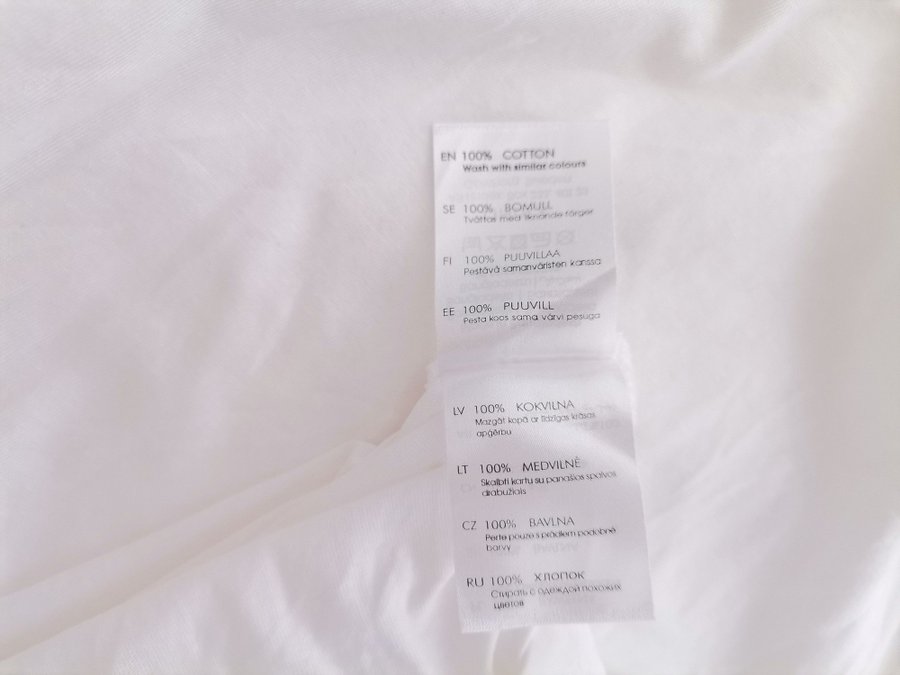 EN 100% COTTON
Wash with similar colours
SE 100% BOMULL
Tvättas med liknande färger
FI 100% PUUVILLAA
Pestävä samanväristen kanssa
EE 100% PUUVILL
Pesta koos sama värvi pesuga
LV 100% KOKVILNA
Mazgāt kopā ar līdzīgas krāsas
apģērbu
LT 100% MEDVILNĖ
Skalbti kartu su panašios spalvos
drabužiais
CZ 100% BAVLNA
Perte pouze s prádlem podobné
barvy
RU 100% ХЛОПОК
Стирать с одеждой похожих
цветов